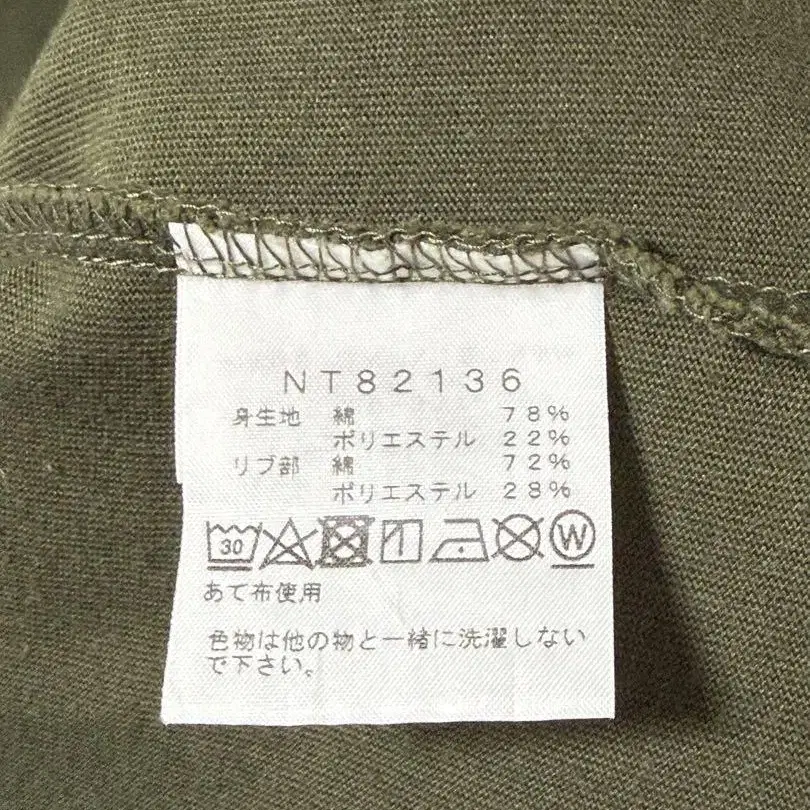 NT82136
身生地 綿 78%
ポリエステル 22%
リブ部 綿 72%
ポリエステル 28%
30 W
あて布使用
色物は他の物と一緒に洗濯しない
で下さい。